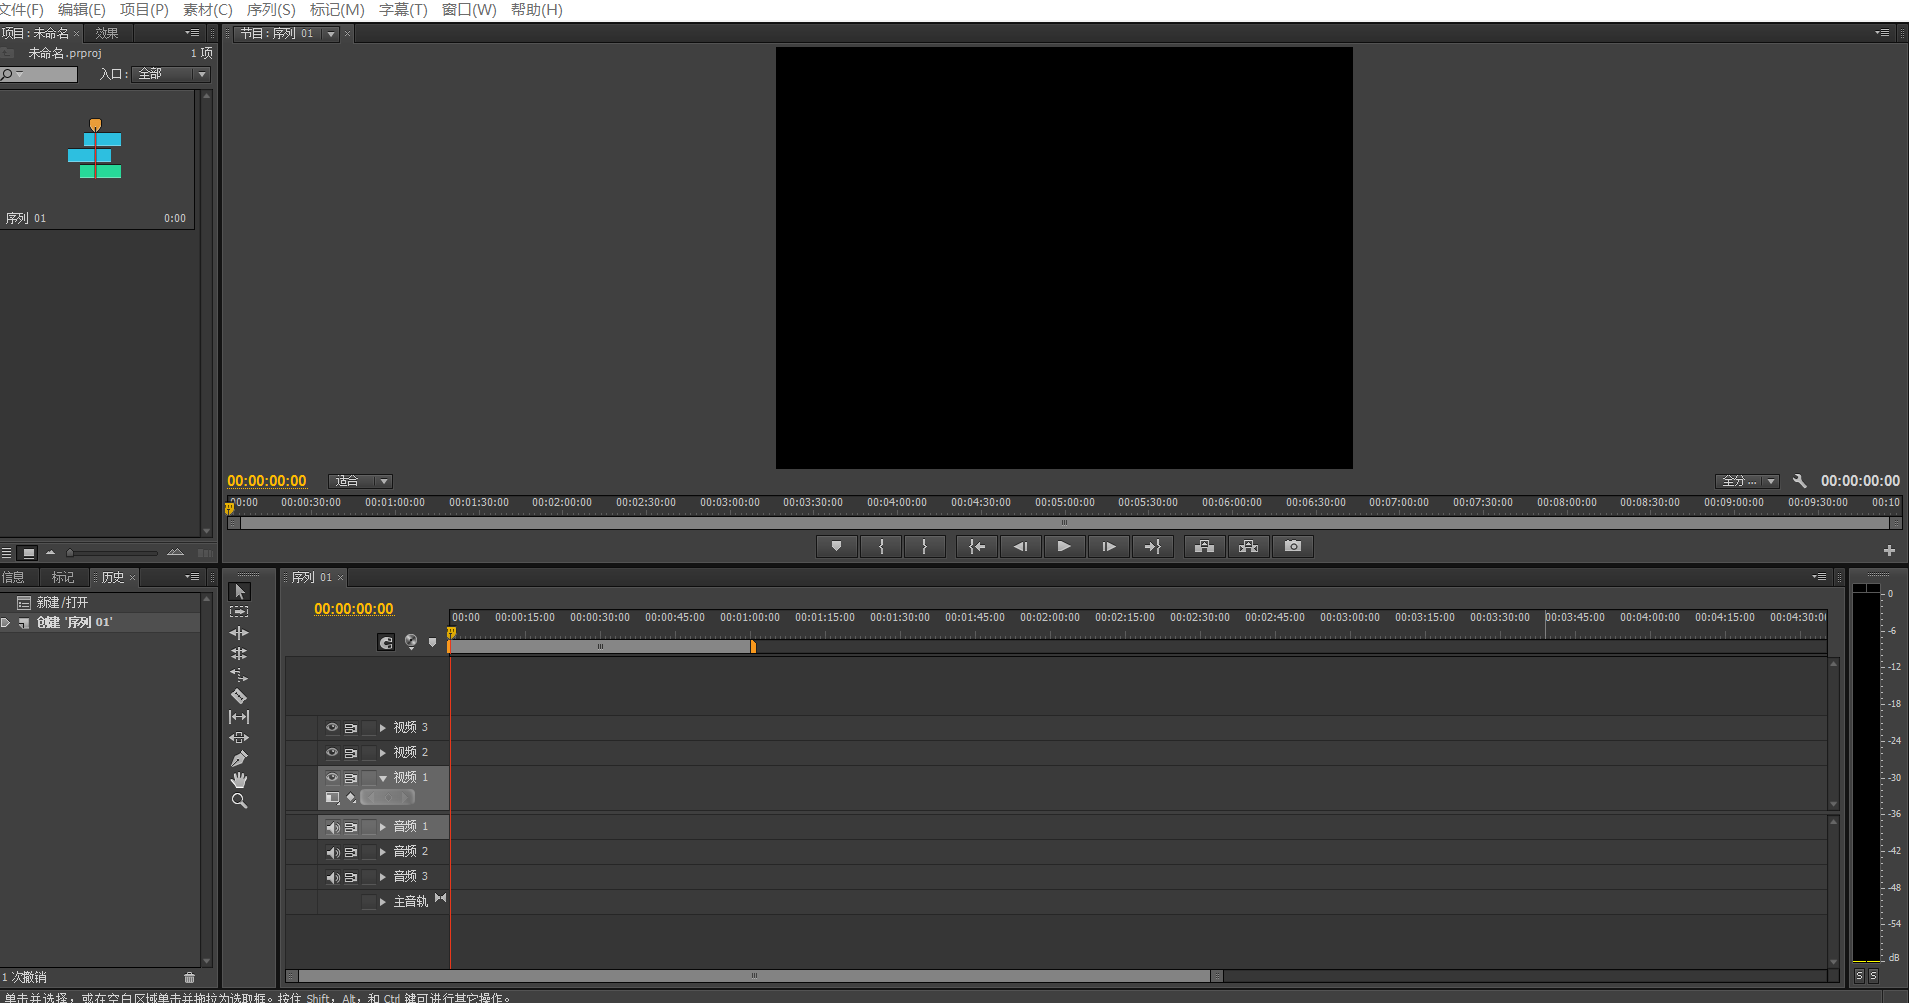 文件(F) 编辑(E) 项目(P) 素材(C) 序列(S) 标记(M) 字幕(T) 窗口(W) 帮助(H)
项目: 未命名 × 效果
节目: 序列 01 ×
未命名.prproj 1 项
入口: 全部
序列 01 0:00
00:00:00:00 适合 全分... 00:00:00:00
00:00 00:00:30:00 00:01:00:00 00:01:30:00 00:02:00:00 00:02:30:00 00:03:00:00 00:03:30:00 00:04:00:00 00:04:30:00 00:05:00:00 00:05:30:00 00:06:00:00 00:06:30:00 00:07:00:00 00:07:30:00 00:08:00:00 00:08:30:00 00:09:00:00 00:09:30:00 00:10
信息 标记 历史 ×
新建/打开
创建 '序列 01'
1 次撤销
序列 01 ×
00:00:00:00
00:00 00:00:15:00 00:00:30:00 00:00:45:00 00:01:00:00 00:01:15:00 00:01:30:00 00:01:45:00 00:02:00:00 00:02:15:00 00:02:30:00 00:02:45:00 00:03:00:00 00:03:15:00 00:03:30:00 00:03:45:00 00:04:00:00 00:04:15:00 00:04:30:00
视频 3
视频 2
视频 1
音频 1
音频 2
音频 3
主音轨
0
-6
-12
-18
-24
-30
-36
-42
-48
-54
dB
S S
单击并选择，或在空白区域单击并拖拉为选取框。按住 Shift，Alt，和 Ctrl 键可进行其它操作。